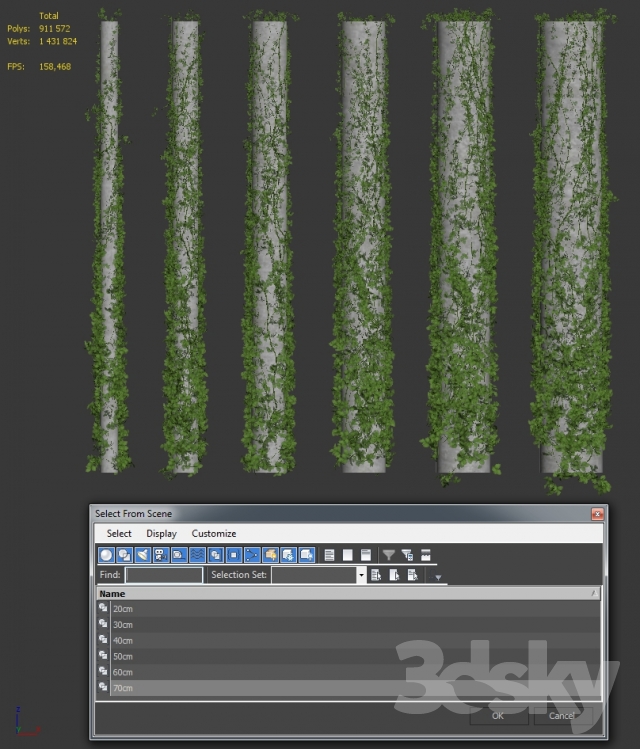 Total
Polys: 911 572
Verts: 1 431 824
FPS: 158,468
Select From Scene
Select Display Customize
Find: Selection Set:
Name
20cm
30cm
40cm
50cm
60cm
70cm
3dsky
OK Cancel
z